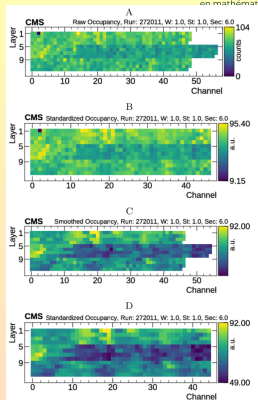 en mathémat
A
CMS Raw Occupancy, Run: 272011, W: 1.0, St: 1.0, Sec: 6.0
Layer
1
5
9
0 10 20 30 40 50
Channel
104
counts
0
B
CMS Standardized Occupancy, Run: 272011, W: 1.0, St: 1.0, Sec: 6.0
Layer
1
5
9
0 10 20 30 40
Channel
95.40
a.u.
9.15
C
CMS Smoothed Occupancy, Run: 272011, W: 1.0, St: 1.0, Sec: 6.0
Layer
1
5
9
0 10 20 30 40 50
Channel
92.00
a.u.
D
CMS Standardized Occupancy, Run: 272011, W: 1.0, St: 1.0, Sec: 6.0
Layer
1
5
9
0 10 20 30 40
Channel
92.00
a.u.
49.00